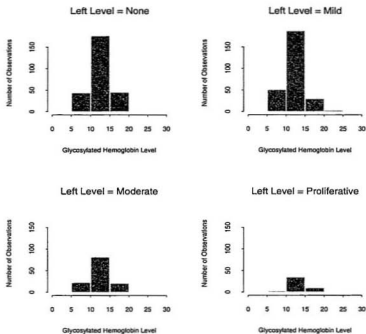 Left Level = None
Number of Observations
0 50 100 150
0 5 10 15 20 25 30
Glycosylated Hemoglobin Level
Left Level = Mild
Number of Observations
0 50 100 150
0 5 10 15 20 25 30
Glycosylated Hemoglobin Level
Left Level = Moderate
Number of Observations
0 50 100 150
0 5 10 15 20 25 30
Glycosylated Hemoglobin Level
Left Level = Proliferative
Number of Observations
0 50 100 150
0 5 10 15 20 25 30
Glycosylated Hemoglobin Level